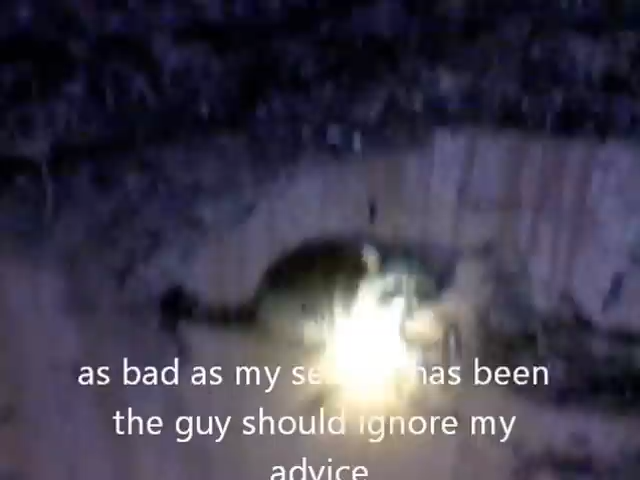 as bad as my has been
the guy should ignore my
advice